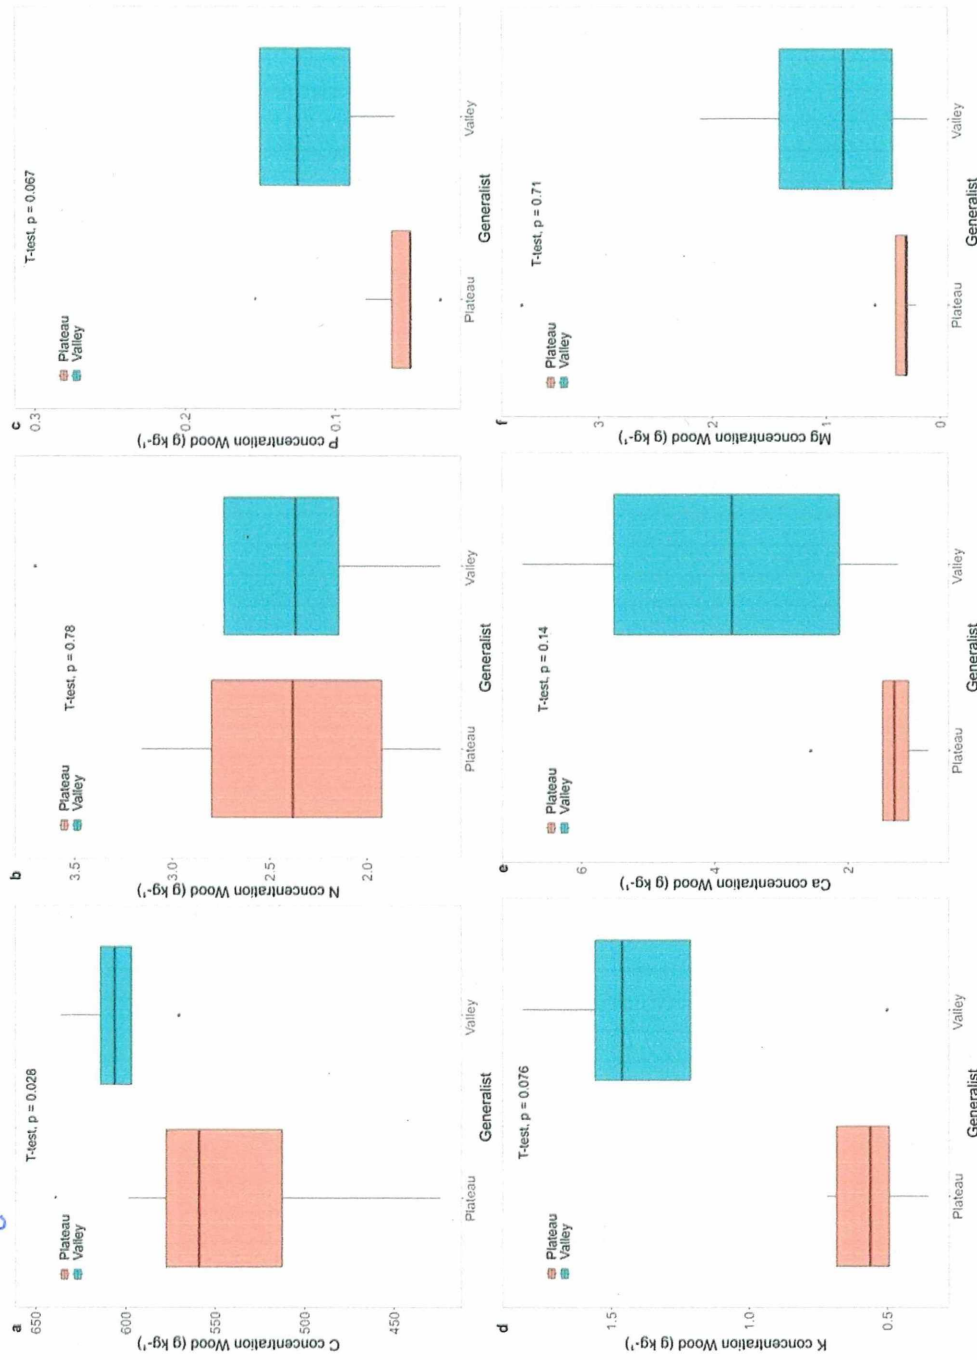 a
T-test, p = 0.028
Plateau
Valley
C concentration Wood (g kg-¹)
650
600
550
450
Plateau
Valley
Generalist
b
T-test, p = 0.78
Plateau
Valley
N concentration Wood (g kg-¹)
3.5
3.0
2.5
2.0
Plateau
Valley
Generalist
c
T-test, p = 0.067
Plateau
Valley
P concentration Wood (g kg-¹)
0.3
0.2
0.1
Plateau
Valley
Generalist
d
T-test, p = 0.076
Plateau
Valley
K concentration Wood (g kg-¹)
1.5
1.0
0.5
Plateau
Valley
Generalist
e
T-test, p = 0.14
Plateau
Valley
Ca concentration Wood (g kg-¹)
6
4
2
Plateau
Valley
Generalist
f
T-test, p = 0.71
Plateau
Valley
Mg concentration Wood (g kg-¹)
3
2
1
0
Plateau
Valley
Generalist